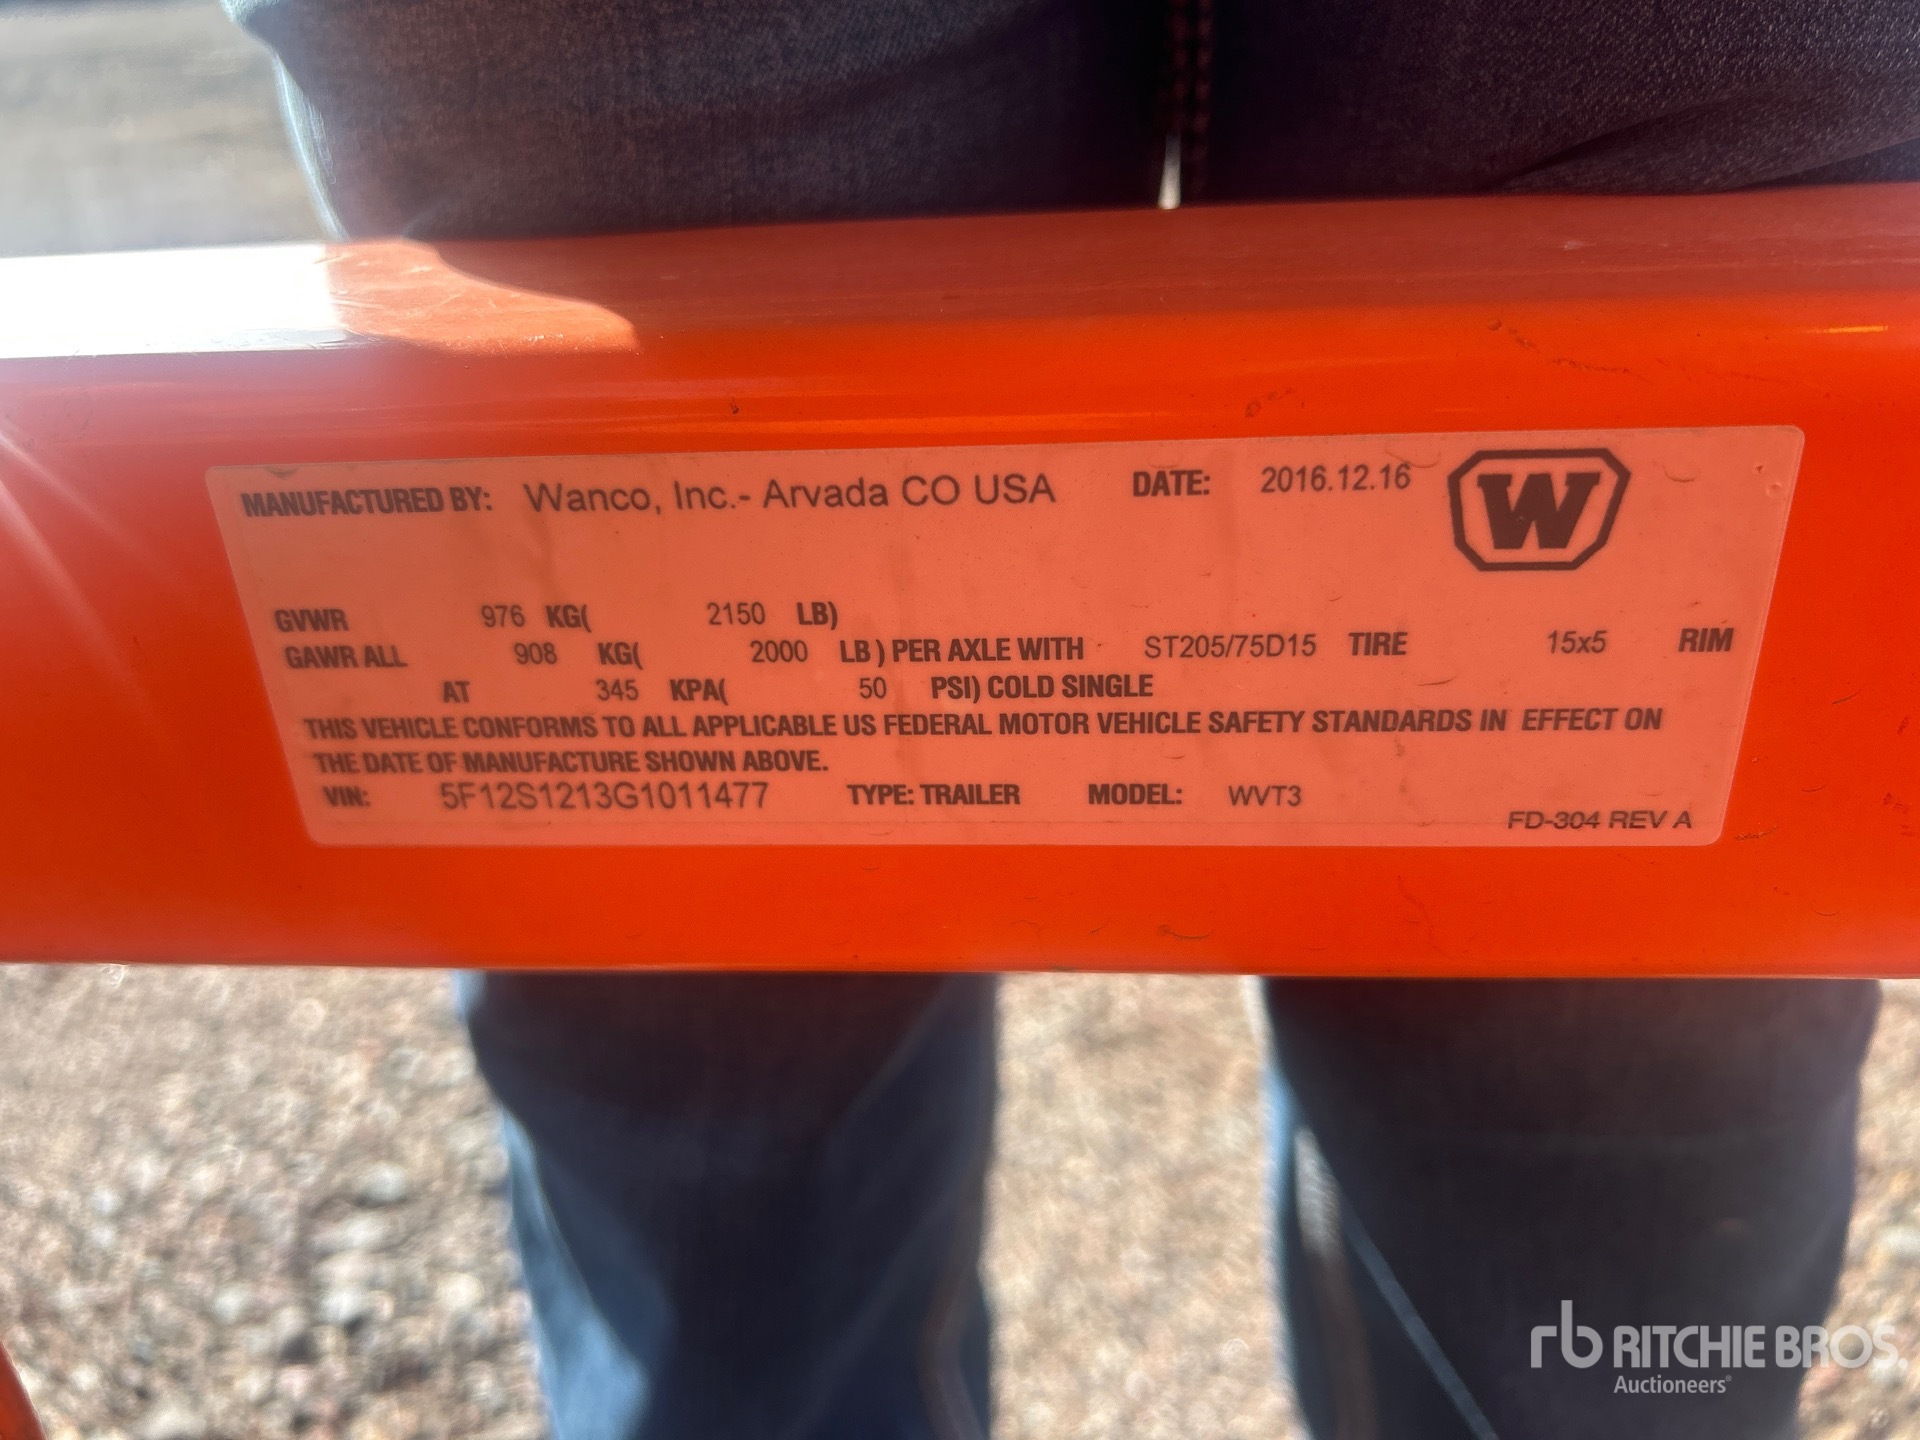 MANUFACTURED BY: Wanco, Inc.- Arvada CO USA DATE: 2016.12.16 W
GVWR 976 KG( 2150 LB)
GAWR ALL 908 KG( 2000 LB ) PER AXLE WITH ST205/75D15 TIRE 15x5 RIM
AT 345 KPA( 50 PSI) COLD SINGLE
THIS VEHICLE CONFORMS TO ALL APPLICABLE US FEDERAL MOTOR VEHICLE SAFETY STANDARDS IN EFFECT ON
THE DATE OF MANUFACTURE SHOWN ABOVE.
VIN: 5F12S1213G1011477 TYPE: TRAILER MODEL: WVT3
FD-304 REV A
rb RITCHIE BROS.
Auctioneers®